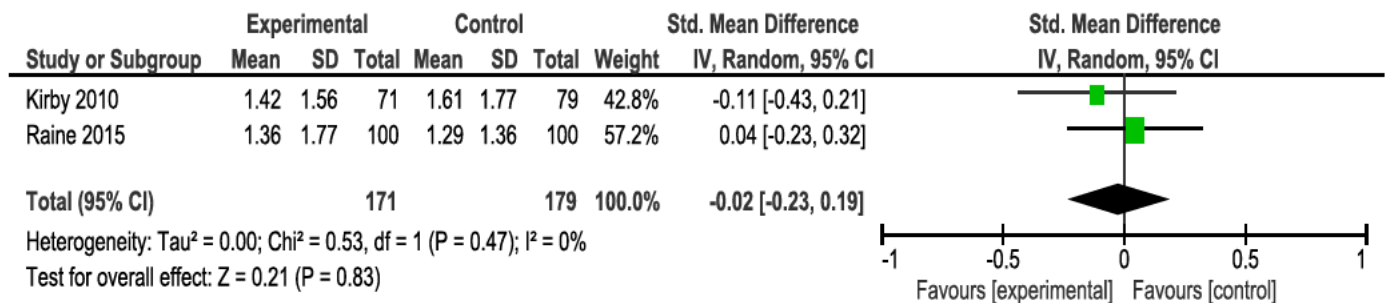 Experimental Control Std. Mean Difference Std. Mean Difference
Study or Subgroup Mean SD Total Mean SD Total Weight IV, Random, 95% CI IV, Random, 95% CI
Kirby 2010 1.42 1.56 71 1.61 1.77 79 42.8% -0.11 [-0.43, 0.21]
Raine 2015 1.36 1.77 100 1.29 1.36 100 57.2% 0.04 [-0.23, 0.32]
Total (95% CI) 171 179 100.0% -0.02 [-0.23, 0.19]
Heterogeneity: Tau² = 0.00; Chi² = 0.53, df = 1 (P = 0.47); I² = 0%
Test for overall effect: Z = 0.21 (P = 0.83)
-1 -0.5 0 0.5 1
Favours [experimental] Favours [control]